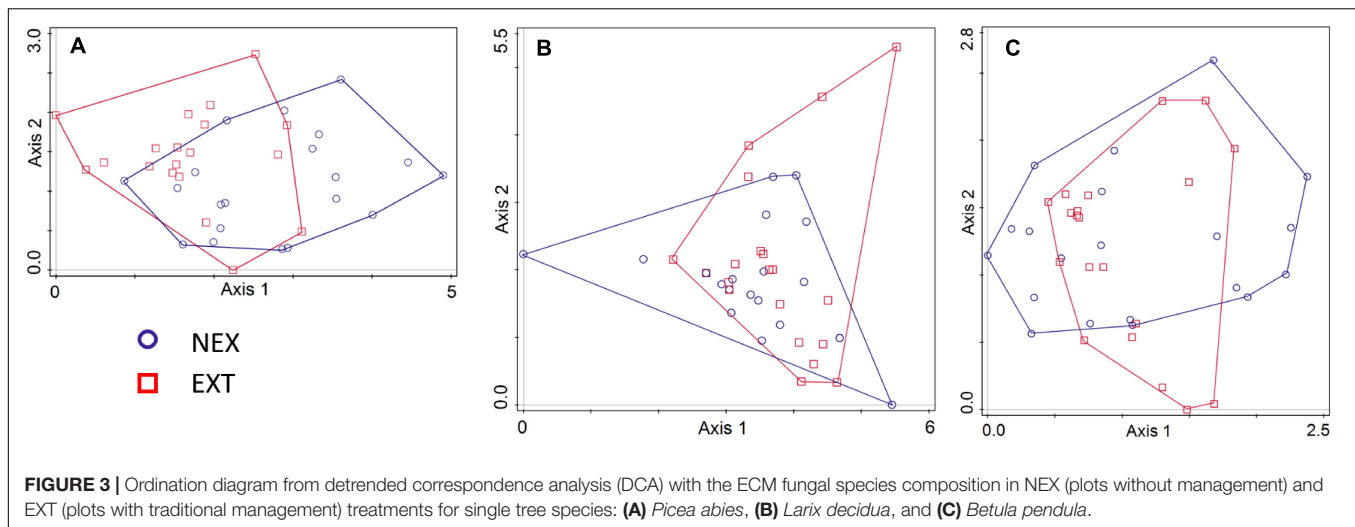 A
3.0
Axis 2
0.0
0
Axis 1
5
NEX
EXT
B
5.5
Axis 2
0.0
0
Axis 1
6
C
2.8
Axis 2
0.0
0.0
Axis 1
2.5
FIGURE 3 | Ordination diagram from detrended correspondence analysis (DCA) with the ECM fungal species composition in NEX (plots without management) and
EXT (plots with traditional management) treatments for single tree species: (A) Picea abies, (B) Larix decidua, and (C) Betula pendula.